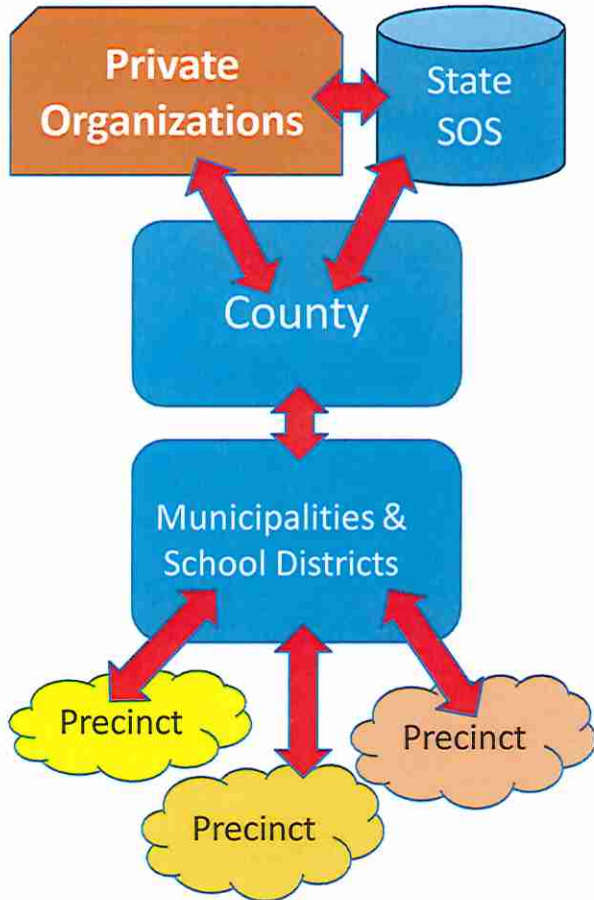 Private
Organizations
State
SOS
County
Municipalities &
School Districts
Precinct
Precinct
Precinct